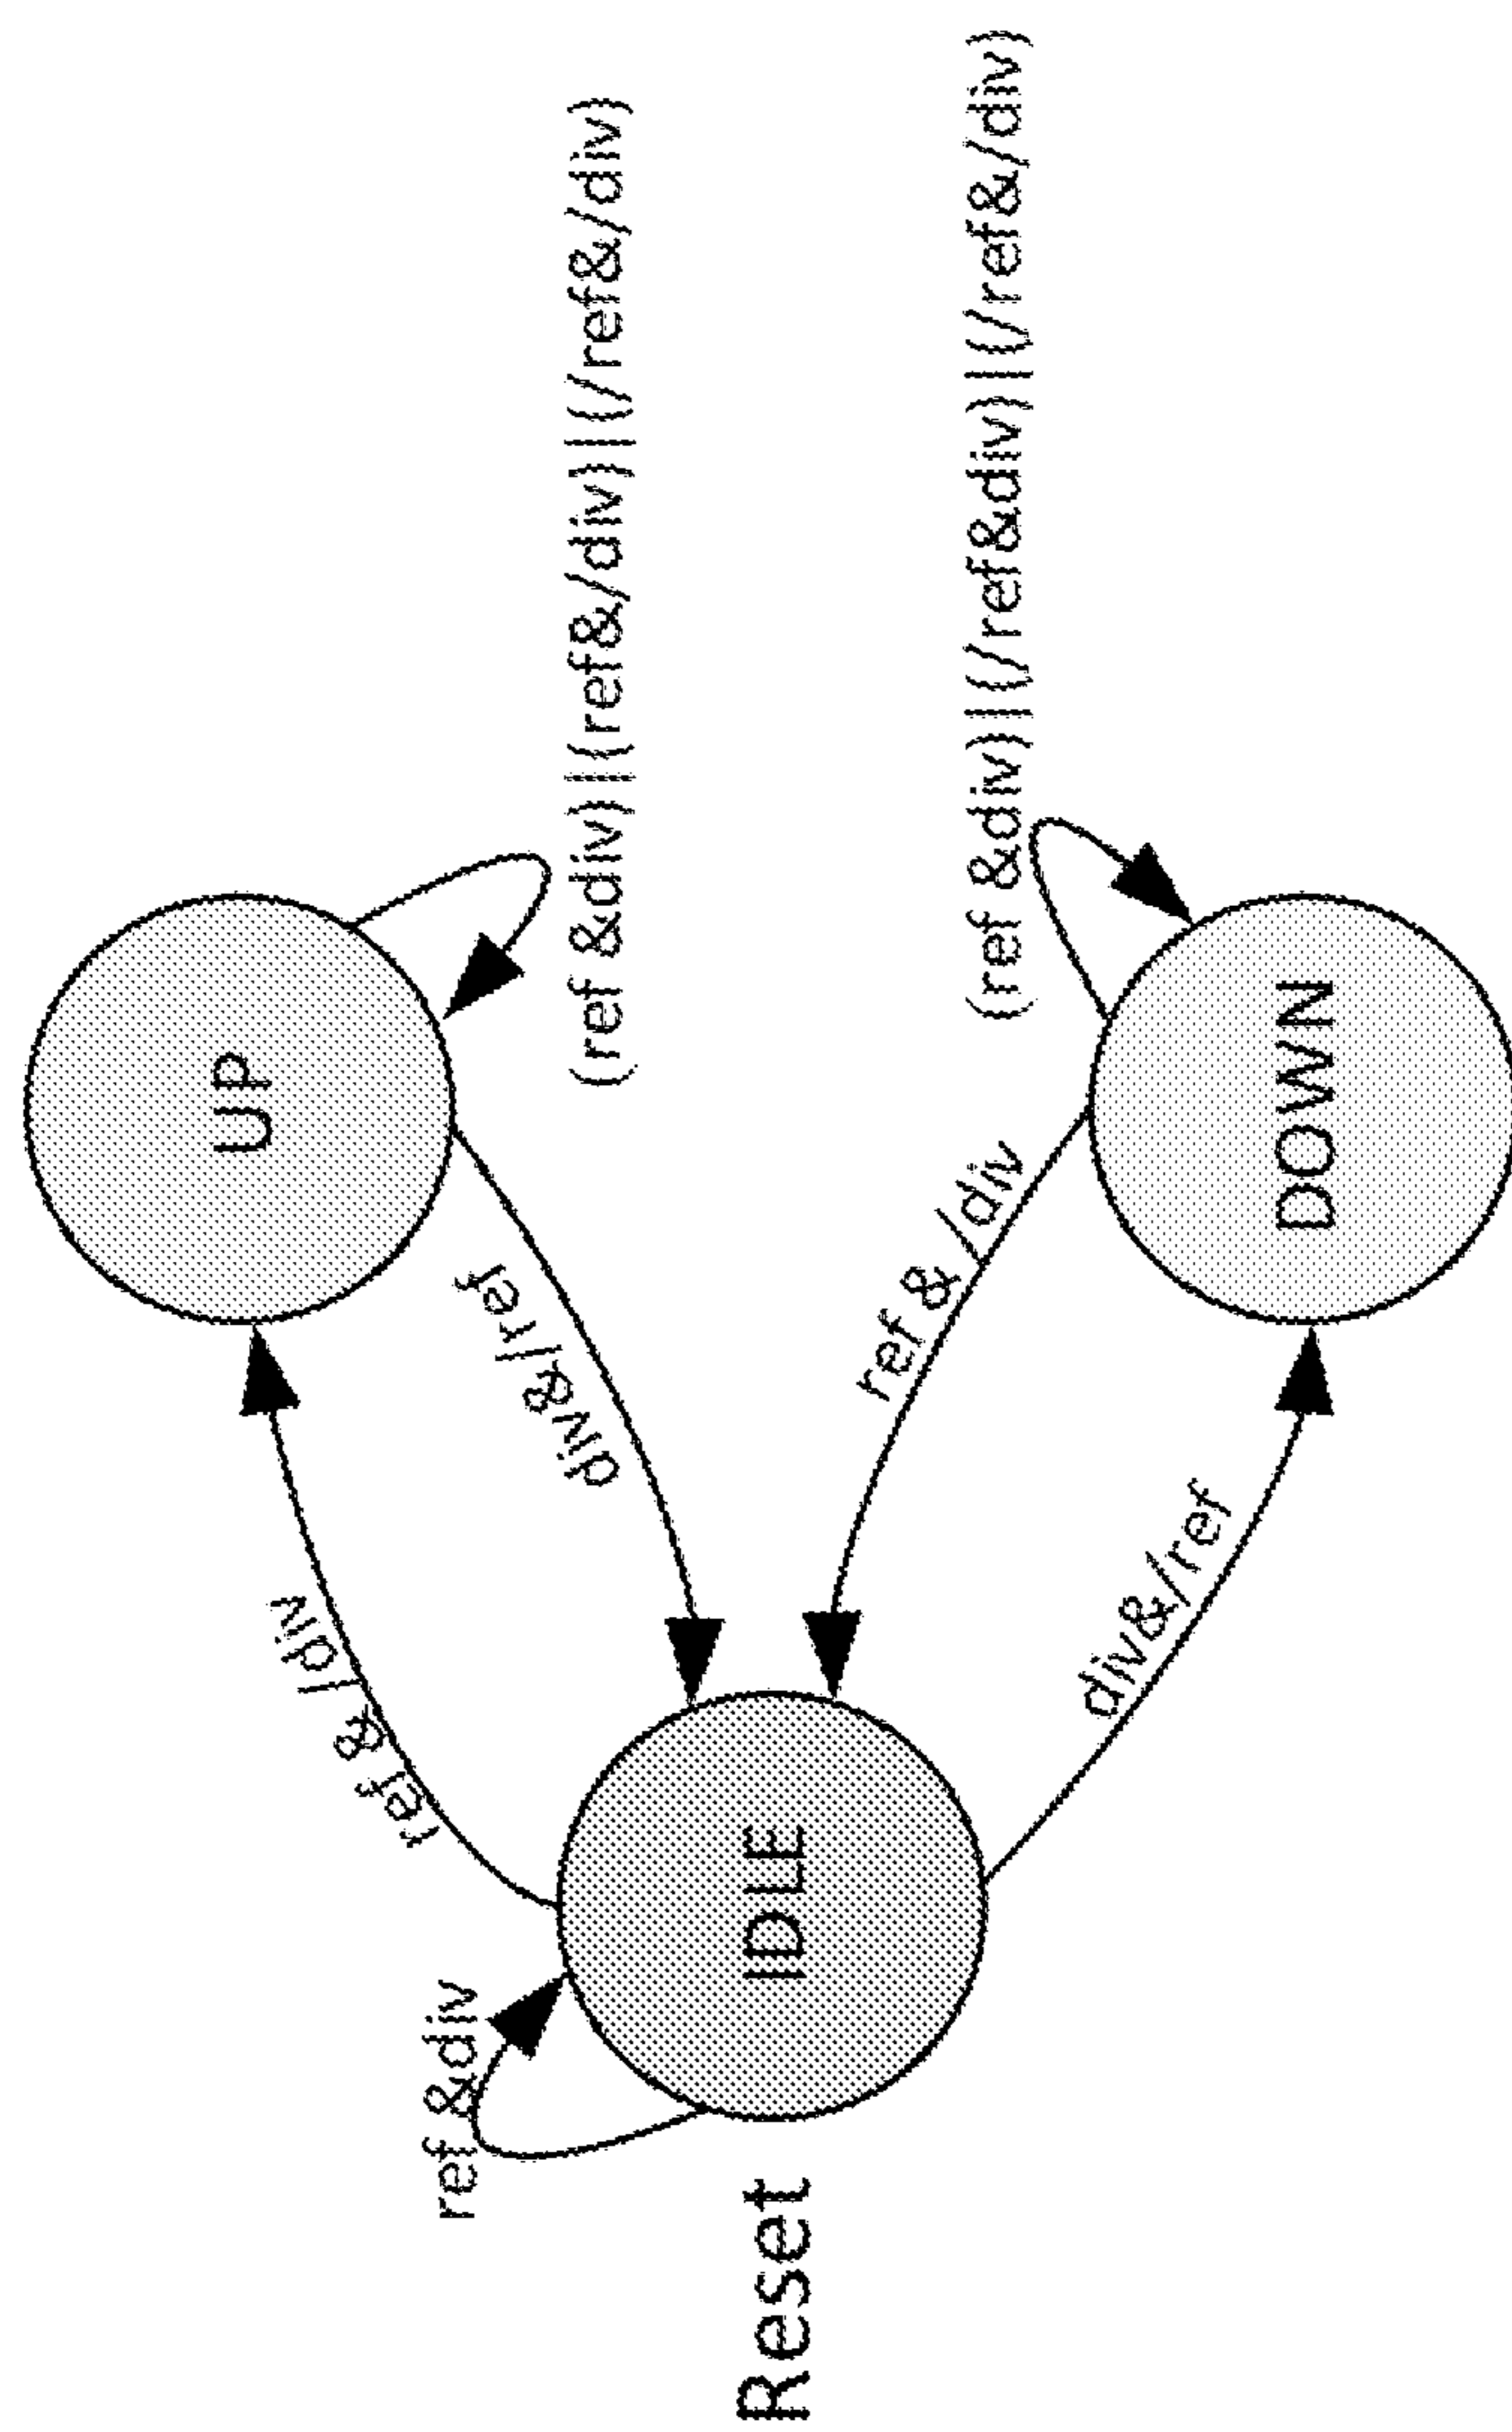 UP
(ref &div)|(ref&/div)|(/ref&/div)
ref & /div
div&/ref
ref &div
IDLE
Reset
ref & /div
div&/ref
(ref &div)|(/ref&div)|(/ref&/div)
DOWN